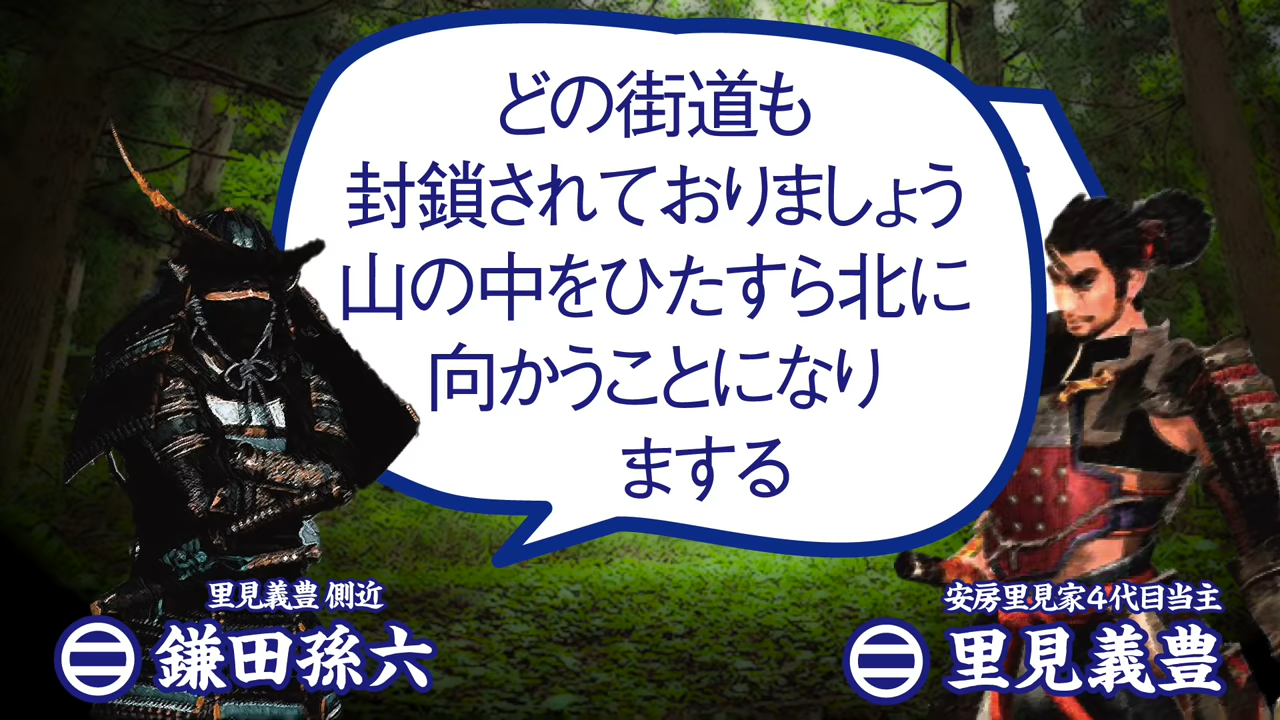 どの街道も
封鎖されておりましょう
山の中をひたすら北に
向かうことになり
まする
里見義豊 側近
鎌田孫六
安房里見家4代目当主
里見義豊